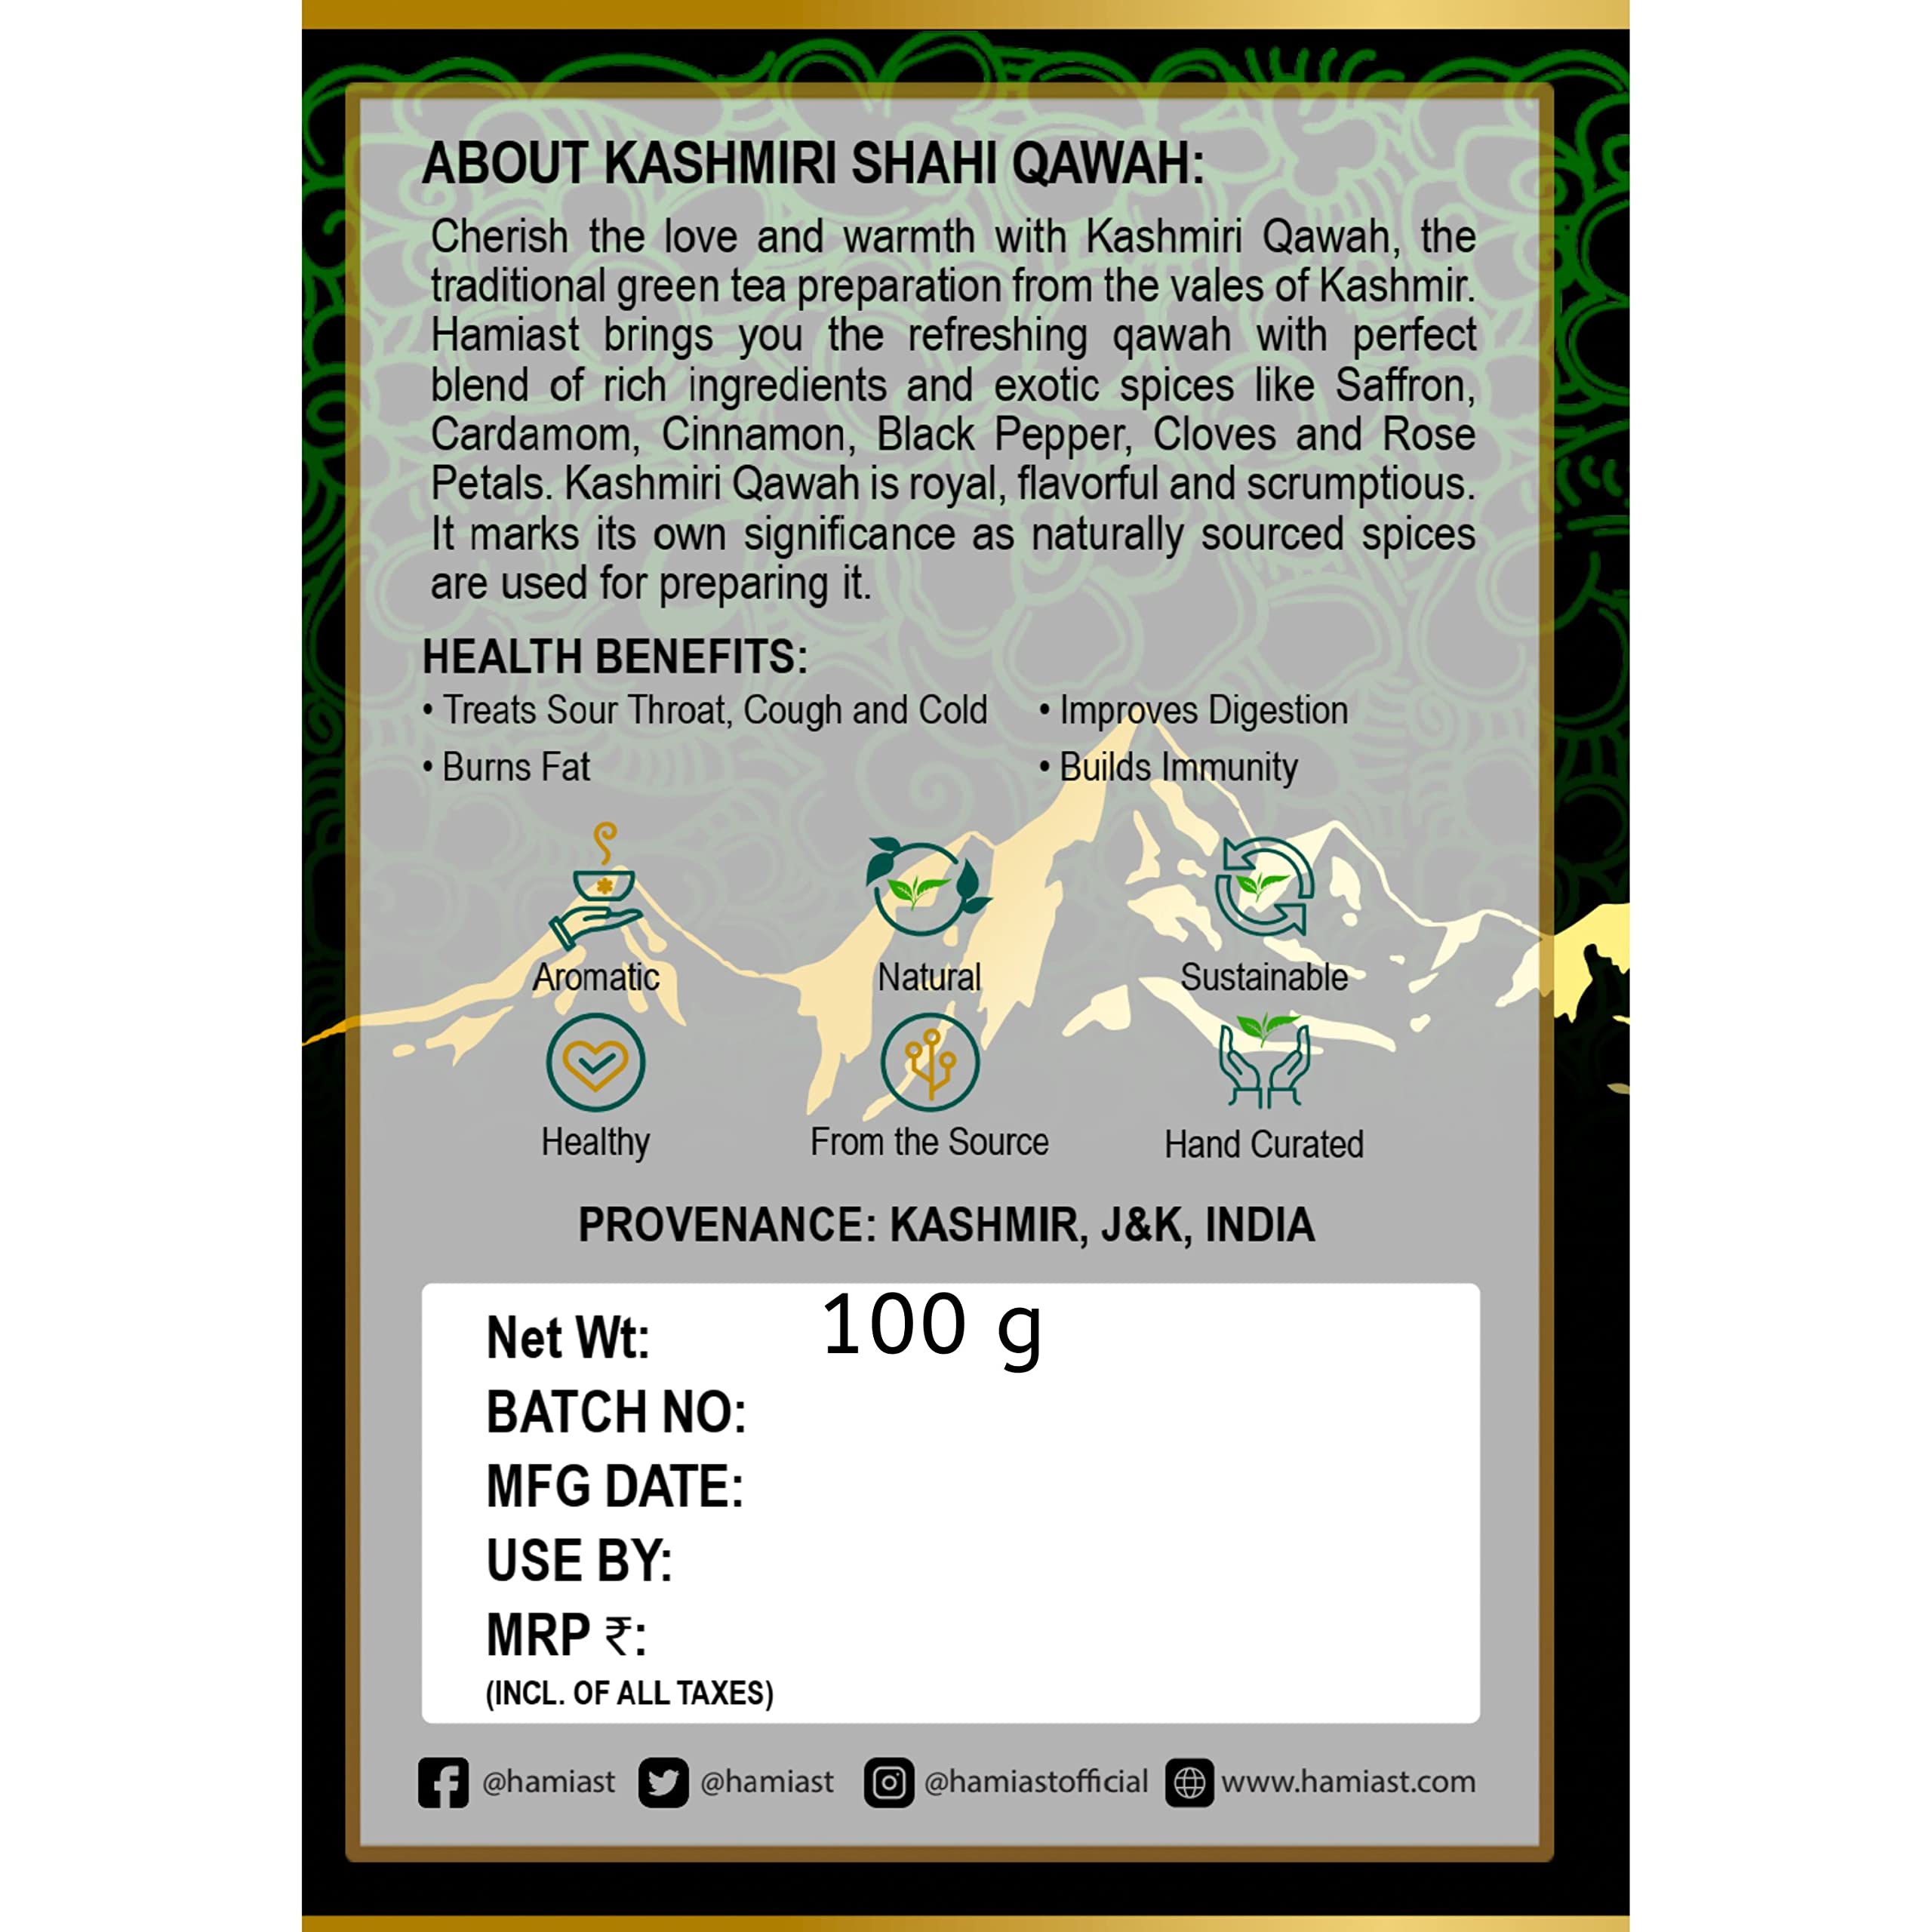 ABOUT KASHMIRI SHAHI QAWAH:
Cherish the love and warmth with Kashmiri Qawah, the
traditional green tea preparation from the vales of Kashmir.
Hamiast brings you the refreshing qawah with perfect
blend of rich ingredients and exotic spices like Saffron,
Cardamom, Cinnamon, Black Pepper, Cloves and Rose
Petals. Kashmiri Qawah is royal, flavorful and scrumptious.
It marks its own significance as naturally sourced spices
are used for preparing it.
HEALTH BENEFITS:
• Treats Sour Throat, Cough and Cold • Improves Digestion
• Burns Fat • Builds Immunity
Aromatic Natural Sustainable
Healthy From the Source Hand Curated
PROVENANCE: KASHMIR, J&K, INDIA
Net Wt: 100 g
BATCH NO:
MFG DATE:
USE BY:
MRP ₹:
(INCL. OF ALL TAXES)
@hamiast @hamiast @hamiastofficial www.hamiast.com